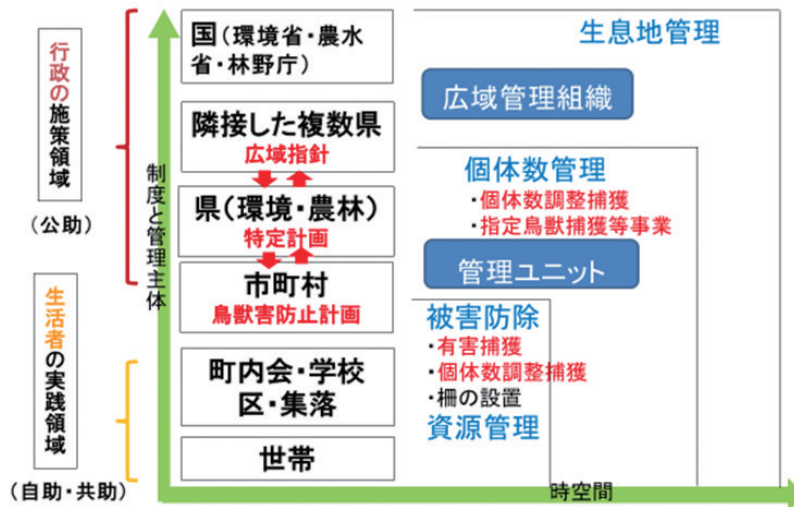 行政の施策領域
(公助)
生活者の実践領域
(自助・共助)
制度と管理主体
国(環境省・農水
省・林野庁)
隣接した複数県
広域指針
県(環境・農林)
特定計画
市町村
鳥獣害防止計画
町内会・学校
区・集落
世帯
生息地管理
広域管理組織
個体数管理
・個体数調整捕獲
・指定鳥獣捕獲等事業
管理ユニット
被害防除
・有害捕獲
・個体数調整捕獲
・柵の設置
資源管理
時空間